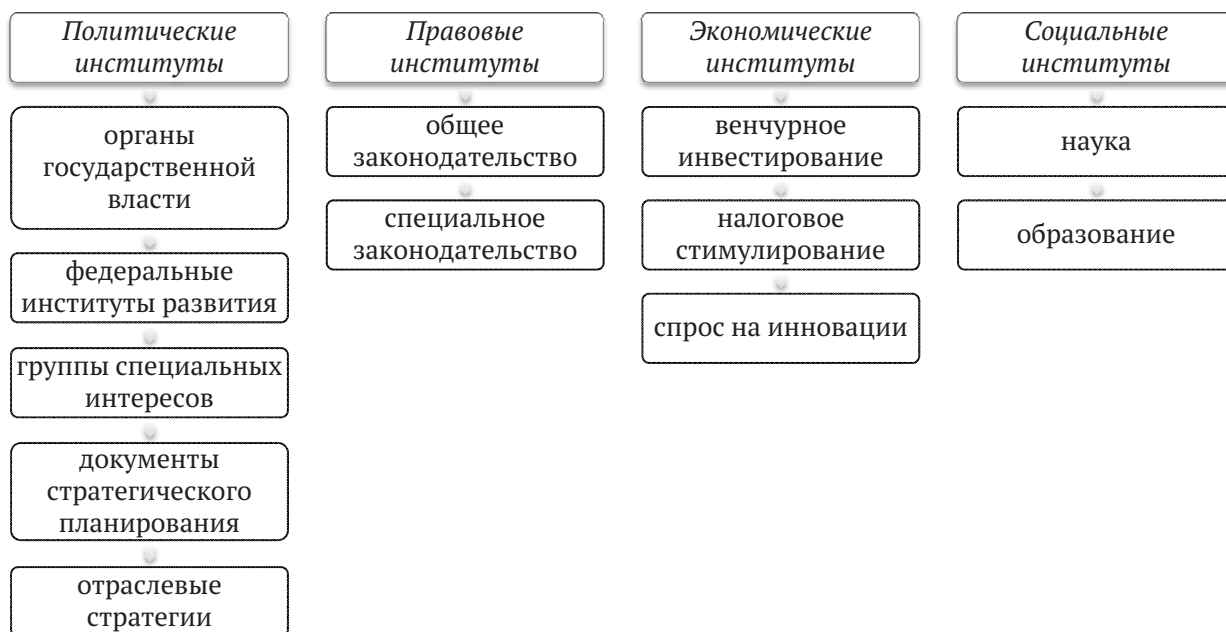 Политические
институты
органы
государственной
власти
федеральные
институты развития
группы специальных
интересов
документы
стратегического
планирования
отраслевые
стратегии
Правовые
институты
общее
законодательство
специальное
законодательство
Экономические
институты
венчурное
инвестирование
налоговое
стимулирование
спрос на инновации
Социальные
институты
наука
образование